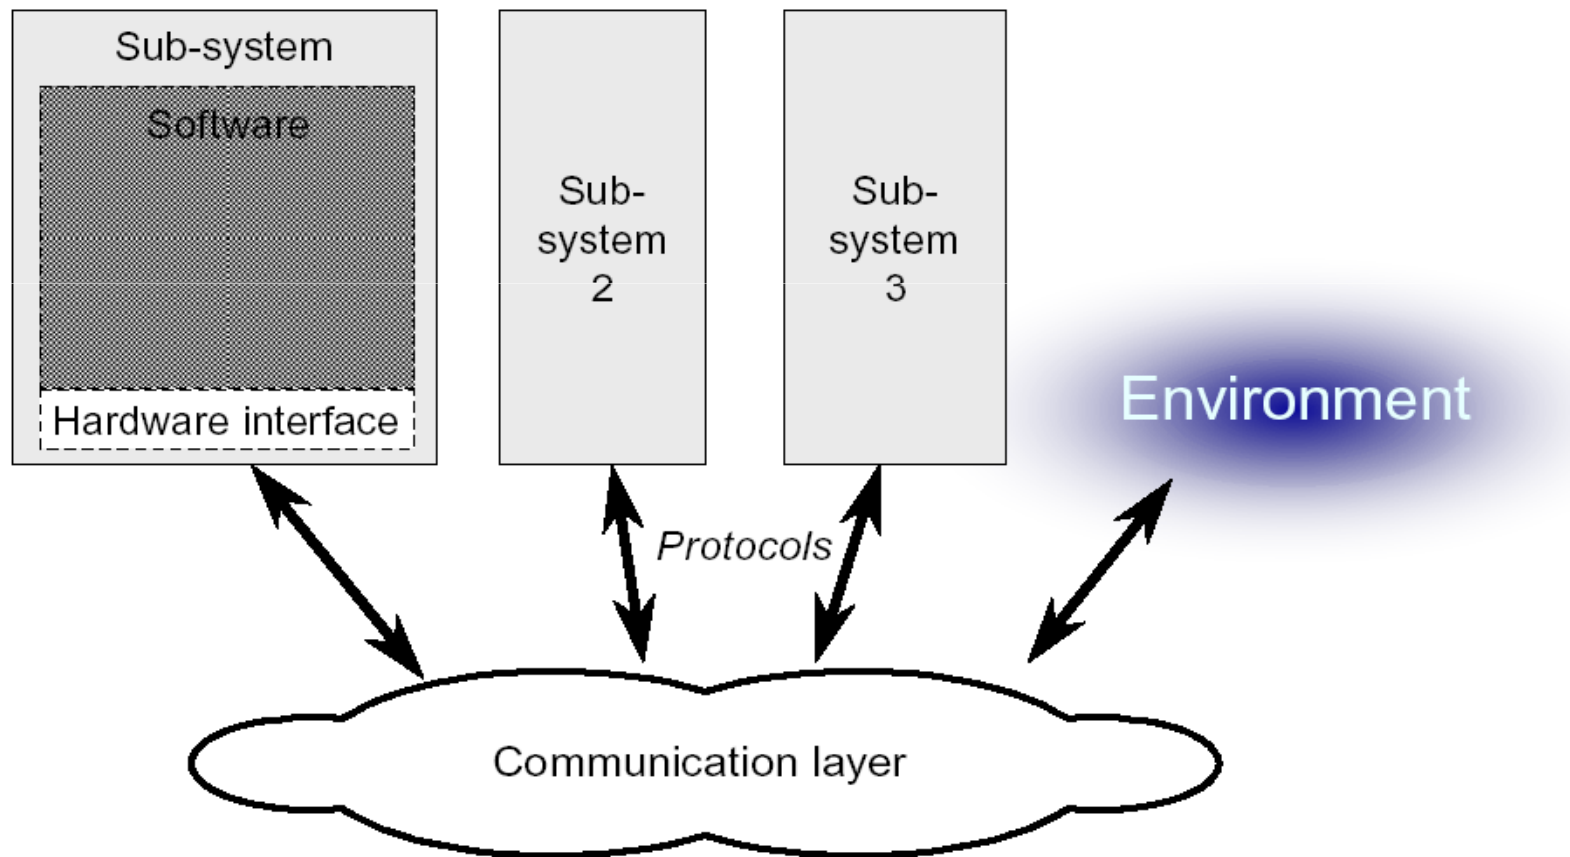 Sub-system
Software
Hardware interface
Sub-
system
2
Sub-
system
3
Environment
Protocols
Communication layer